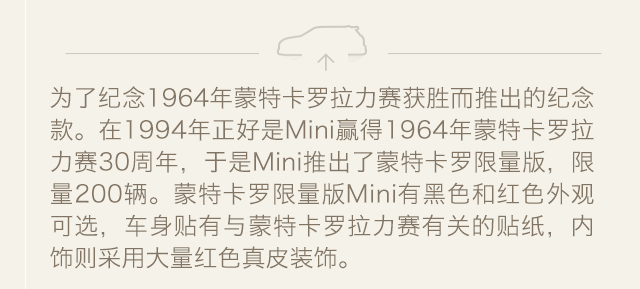 为了纪念1964年蒙特卡罗拉力赛获胜而推出的纪念
款。在1994年正好是Mini赢得1964年蒙特卡罗拉
力赛30周年，于是Mini推出了蒙特卡罗限量版，限
量200辆。蒙特卡罗限量版Mini有黑色和红色外观
可选，车身贴有与蒙特卡罗拉力赛有关的贴纸，内
饰则采用大量红色真皮装饰。